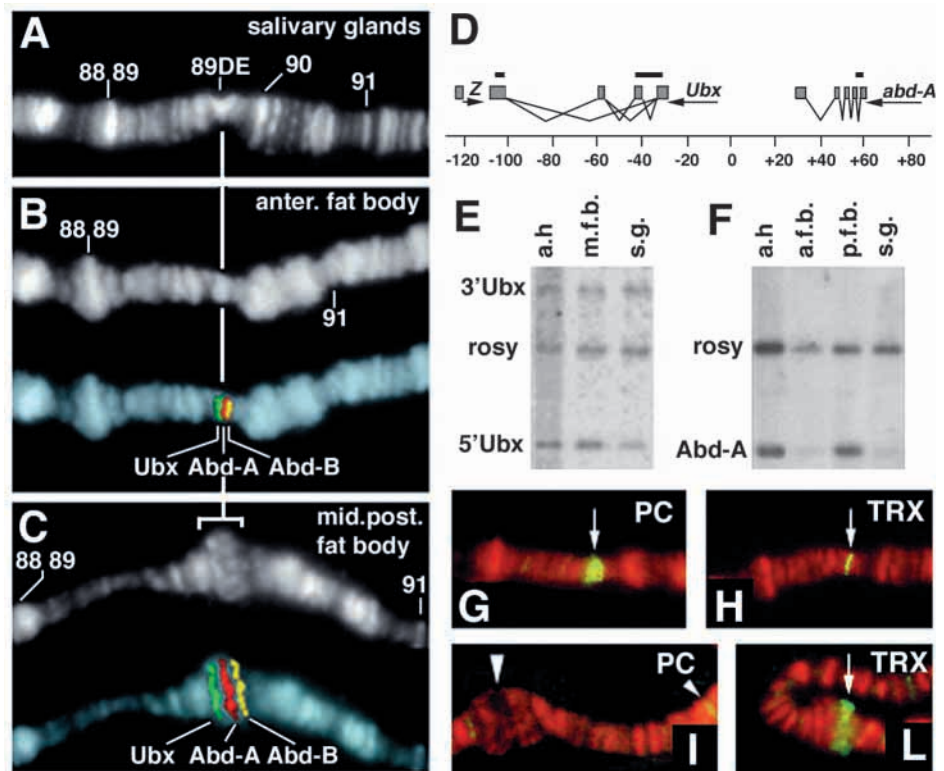 A
salivary glands
88 89
89DE
90
91
B
anter. fat body
88 89
91
Ubx Abd-A Abd-B
C
mid.post.
fat body
88 89
91
Ubx Abd-A Abd-B
D
Z
Ubx
abd-A
-120 -100 -80 -60 -40 -20 0 +20 +40 +60 +80
E
a.h m.f.b. s.g.
3'Ubx
rosy
5'Ubx
F
a.h a.f.b. p.f.b. s.g.
rosy
Abd-A
PC
G
TRX
H
PC
I
TRX
L